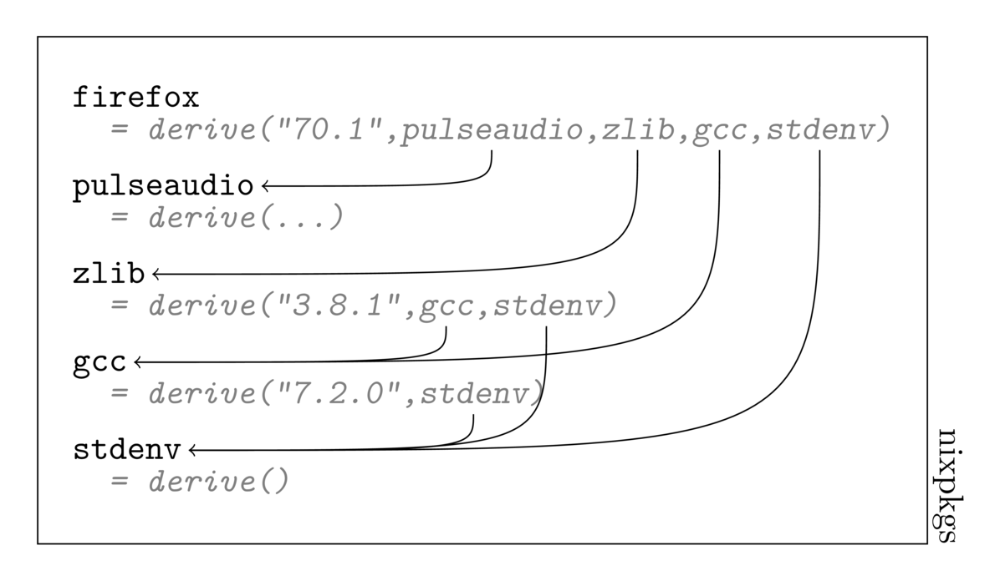 firefox
= derive("70.1",pulseaudio,zlib,gcc,stdenv)
pulseaudio
= derive(...)
zlib
= derive("3.8.1",gcc,stdenv)
gcc
= derive("7.2.0",stdenv)
stdenv
= derive()
nixpkgs